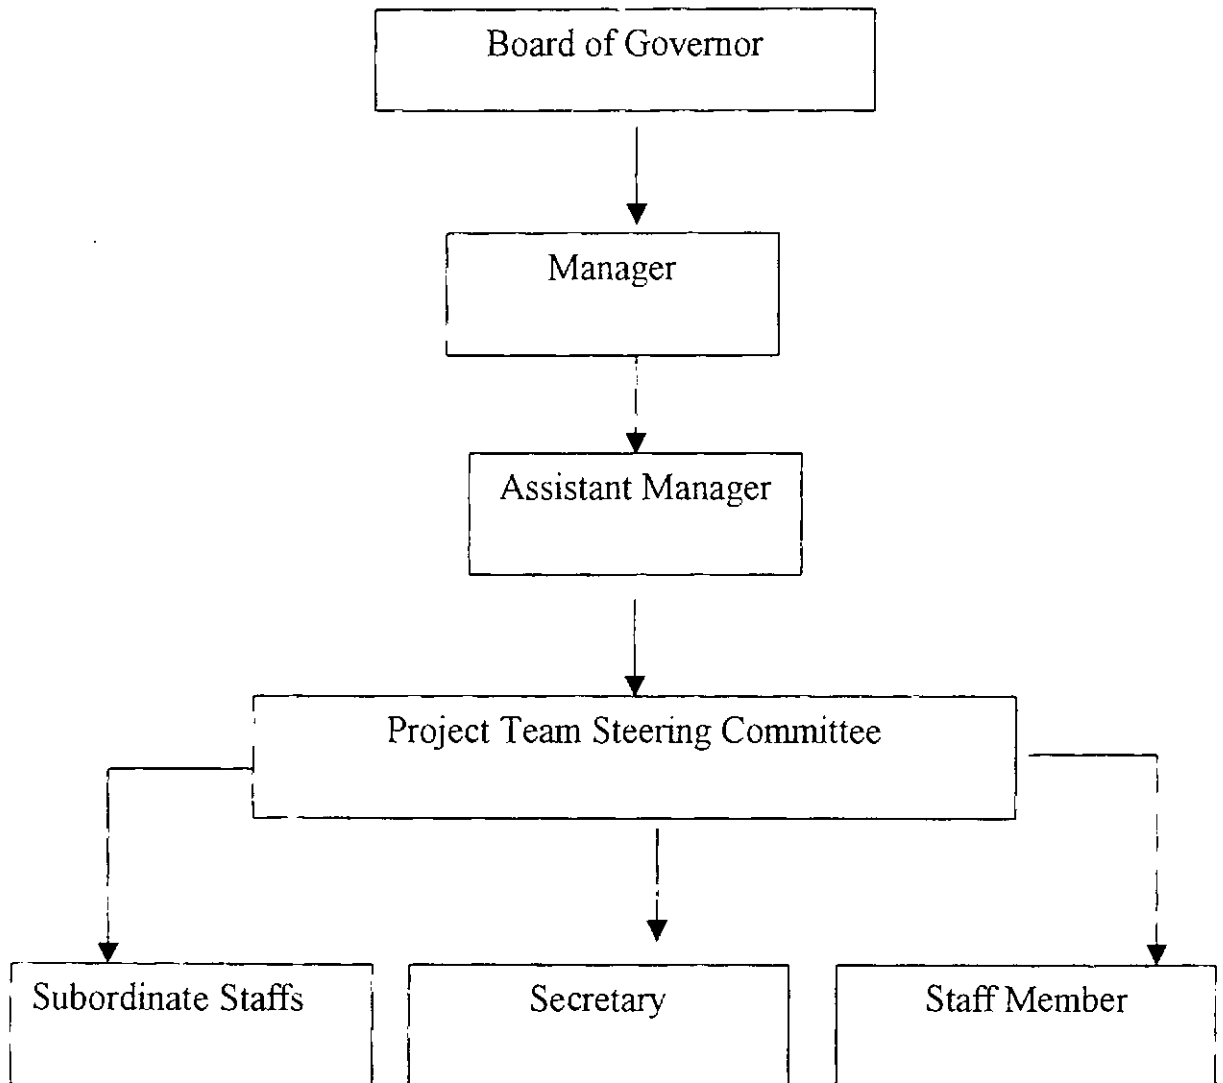 Board of Governor
Manager
Assistant Manager
Project Team Steering Committee
Subordinate Staffs
Secretary
Staff Member